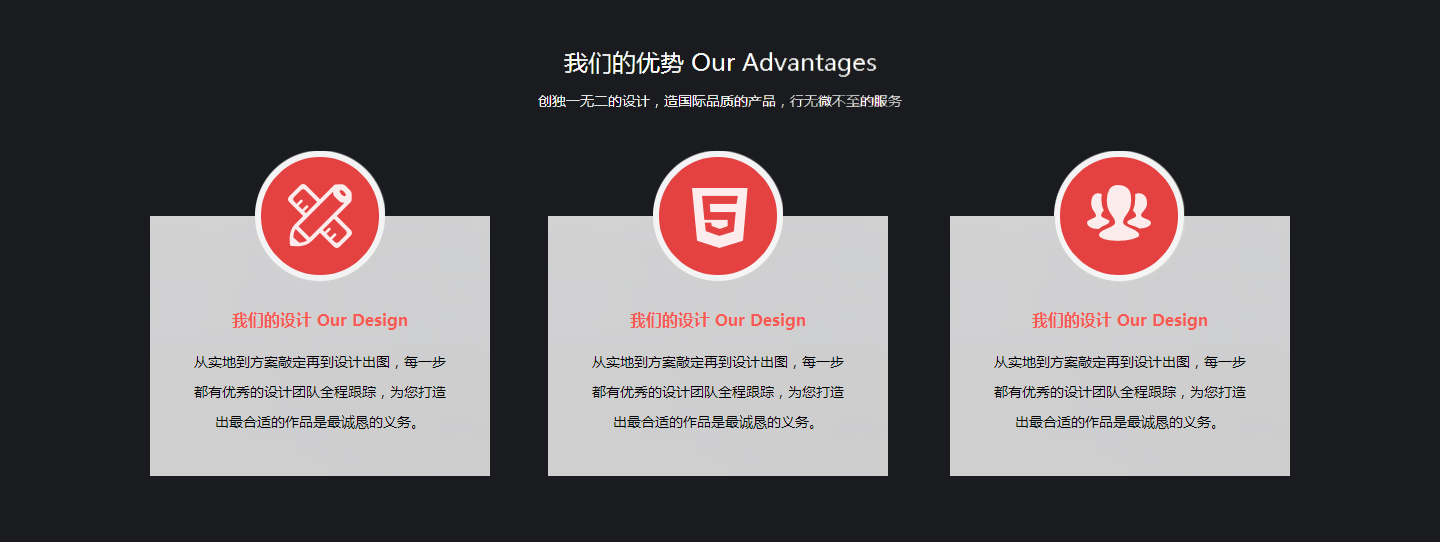 我们的优势 Our Advantages
创独一无二的设计，造国际品质的产品，行无微不至的服务
我们的设计 Our Design
从实地到方案敲定再到设计出图，每一步
都有优秀的设计团队全程跟踪，为您打造
出最合适的作品是最诚恳的义务。
我们的设计 Our Design
从实地到方案敲定再到设计出图，每一步
都有优秀的设计团队全程跟踪，为您打造
出最合适的作品是最诚恳的义务。
我们的设计 Our Design
从实地到方案敲定再到设计出图，每一步
都有优秀的设计团队全程跟踪，为您打造
出最合适的作品是最诚恳的义务。